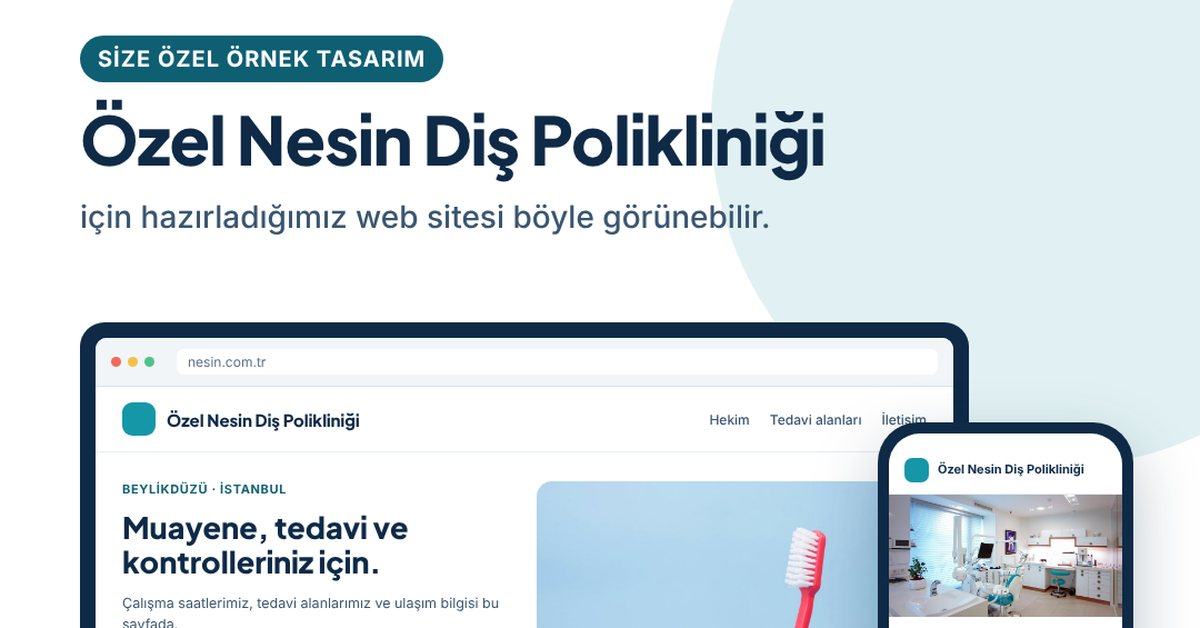 SİZE ÖZEL ÖRNEK TASARIM
Özel Nesin Diş Polikliniği
için hazırladığımız web sitesi böyle görünebilir.
nesin.com.tr
Özel Nesin Diş Polikliniği
Hekim Tedavi alanları İletişim
Özel Nesin Diş Polikliniği
BEYLİKDÜZÜ · İSTANBUL
Muayene, tedavi ve
kontrolleriniz için.
Çalışma saatlerimiz, tedavi alanlarımız ve ulaşım bilgisi bu
sayfada.